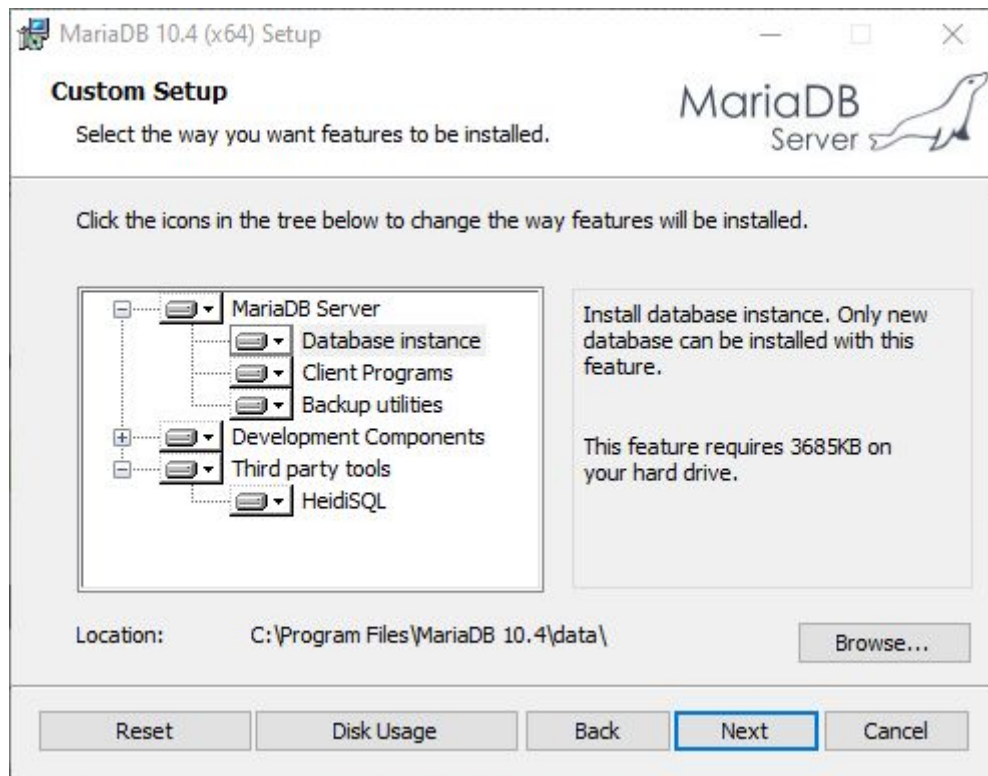 MariaDB 10.4 (x64) Setup
Custom Setup
Select the way you want features to be installed.
MariaDB
Server
Click the icons in the tree below to change the way features will be installed.
MariaDB Server
Database instance
Client Programs
Backup utilities
Development Components
Third party tools
HeidiSQL
Install database instance. Only new
database can be installed with this
feature.
This feature requires 3685KB on
your hard drive.
Location: C:\Program Files\MariaDB 10.4\data\
Browse...
Reset Disk Usage Back Next Cancel